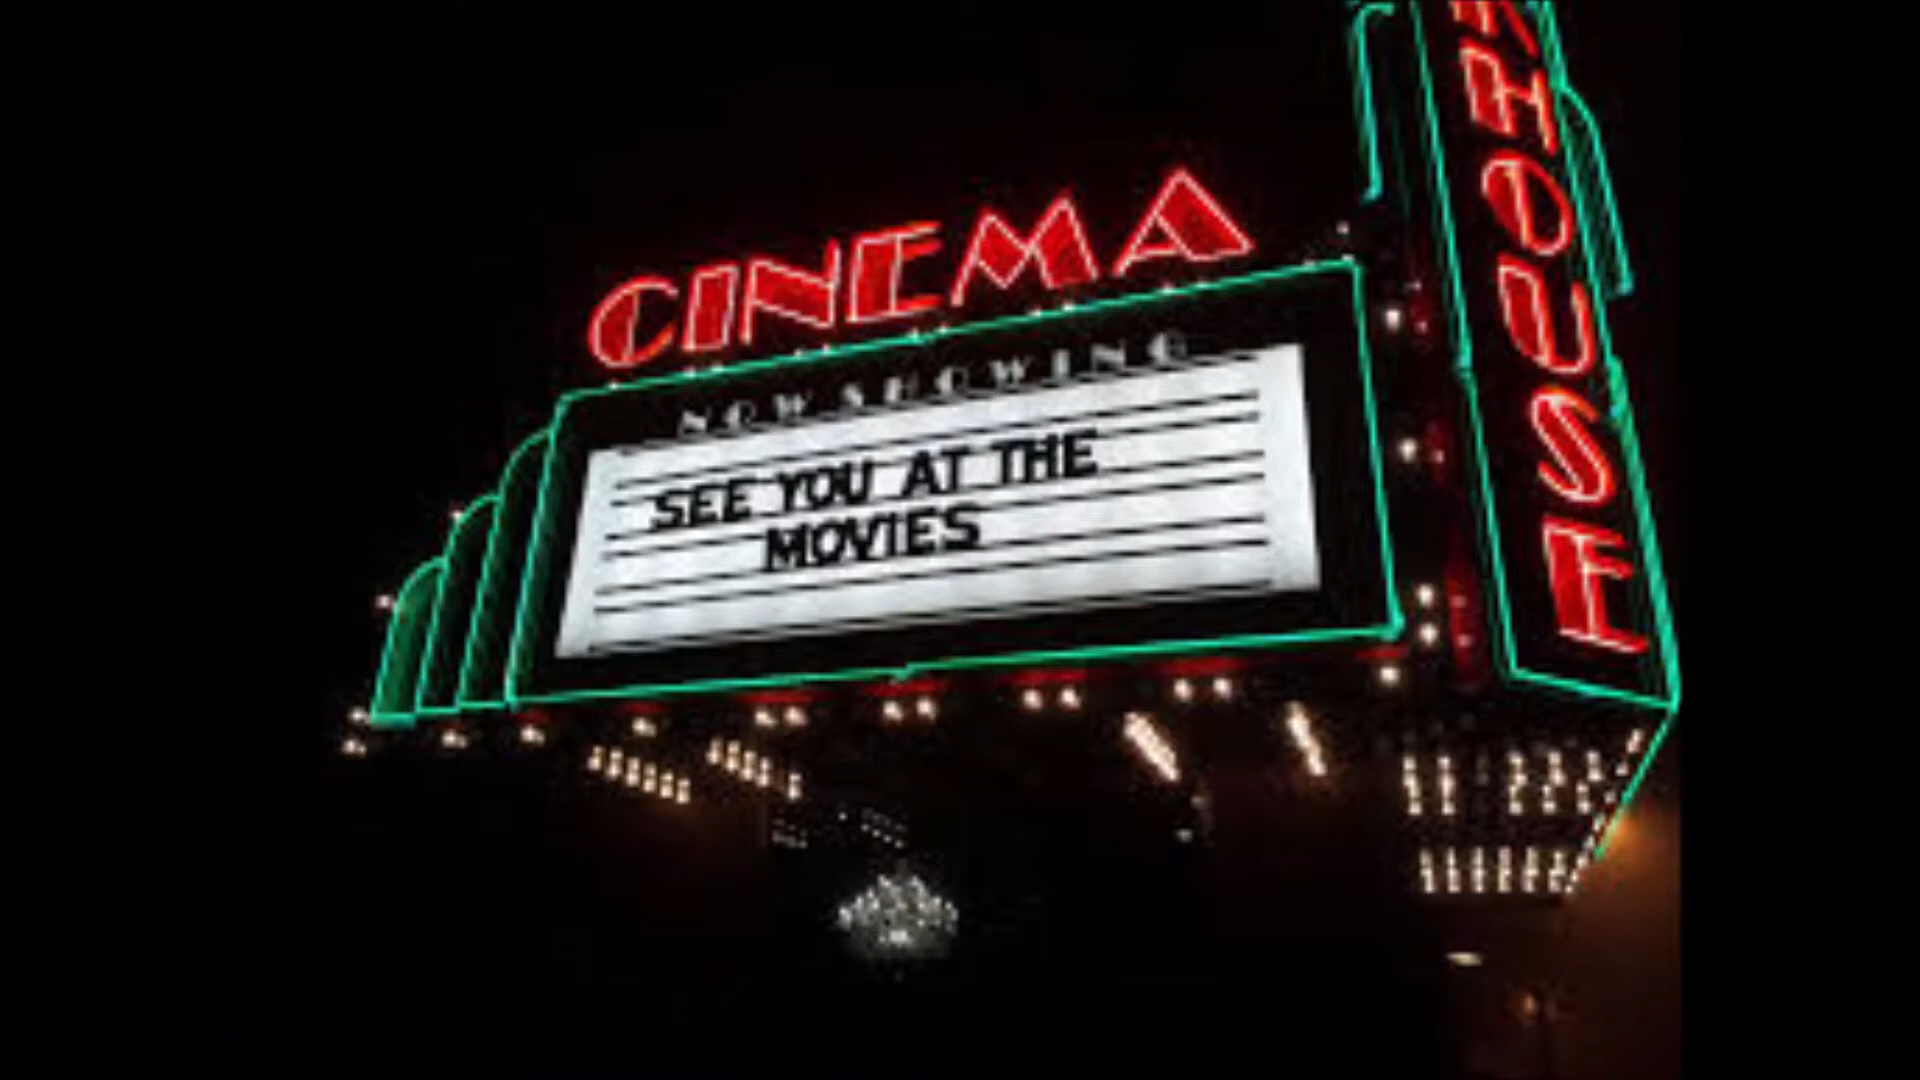 CINEMA
NOW SHOWING
SEE YOU AT THE
MOVIES
HOUSE